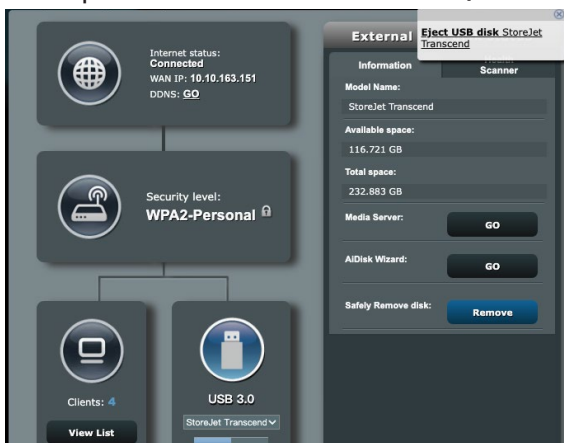 Internet status:
Connected
WAN IP: 10.10.163.151
DDNS: GO
Security level:
WPA2-Personal
Clients: 4
View List
USB 3.0
StoreJet Transcend
External
Eject USB disk StoreJet
Transcend
Information
Scanner
Model Name:
StoreJet Transcend
Available space:
116.721 GB
Total space:
232.883 GB
Media Server:
GO
AiDisk Wizard:
GO
Safely Remove disk:
Remove